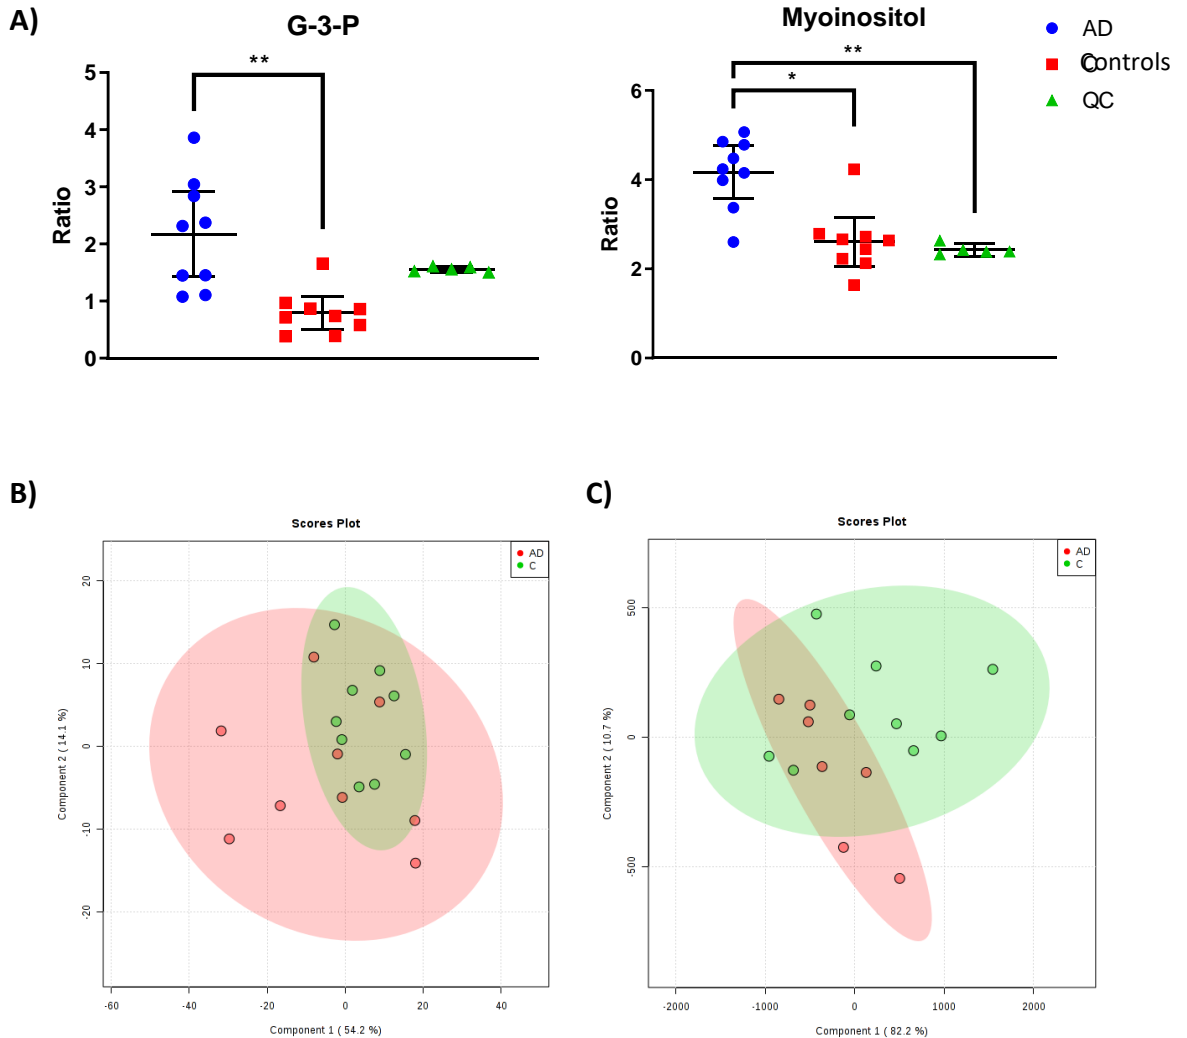 A)
G-3-P
**
Ratio
5
4
3
2
1
0
Myoinositol
**
*
Ratio
6
4
2
0
AD
Controls
QC
B)
Scores Plot
AD
C
Component 2 ( 14.1 %)
20
10
0
-10
-20
-60
-40
-20
0
20
40
Component 1 ( 54.2 %)
C)
Scores Plot
AD
C
Component 2 ( 10.7 %)
500
0
-500
-2000
-1000
0
1000
2000
Component 1 ( 82.2 %)